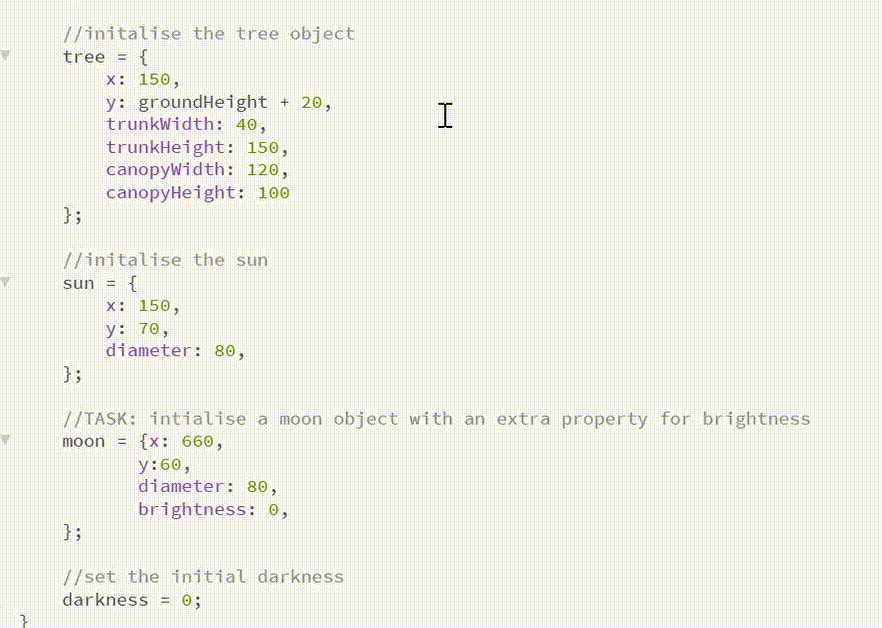 //initalise the tree object
tree = {
x: 150,
y: groundHeight + 20,
trunkWidth: 40,
trunkHeight: 150,
canopyWidth: 120,
canopyHeight: 100
};
//initalise the sun
sun = {
x: 150,
y: 70,
diameter: 80,
};
//TASK: intialise a moon object with an extra property for brightness
moon = {x: 660,
y:60,
diameter: 80,
brightness: 0,
};
//set the initial darkness
darkness = 0;
}